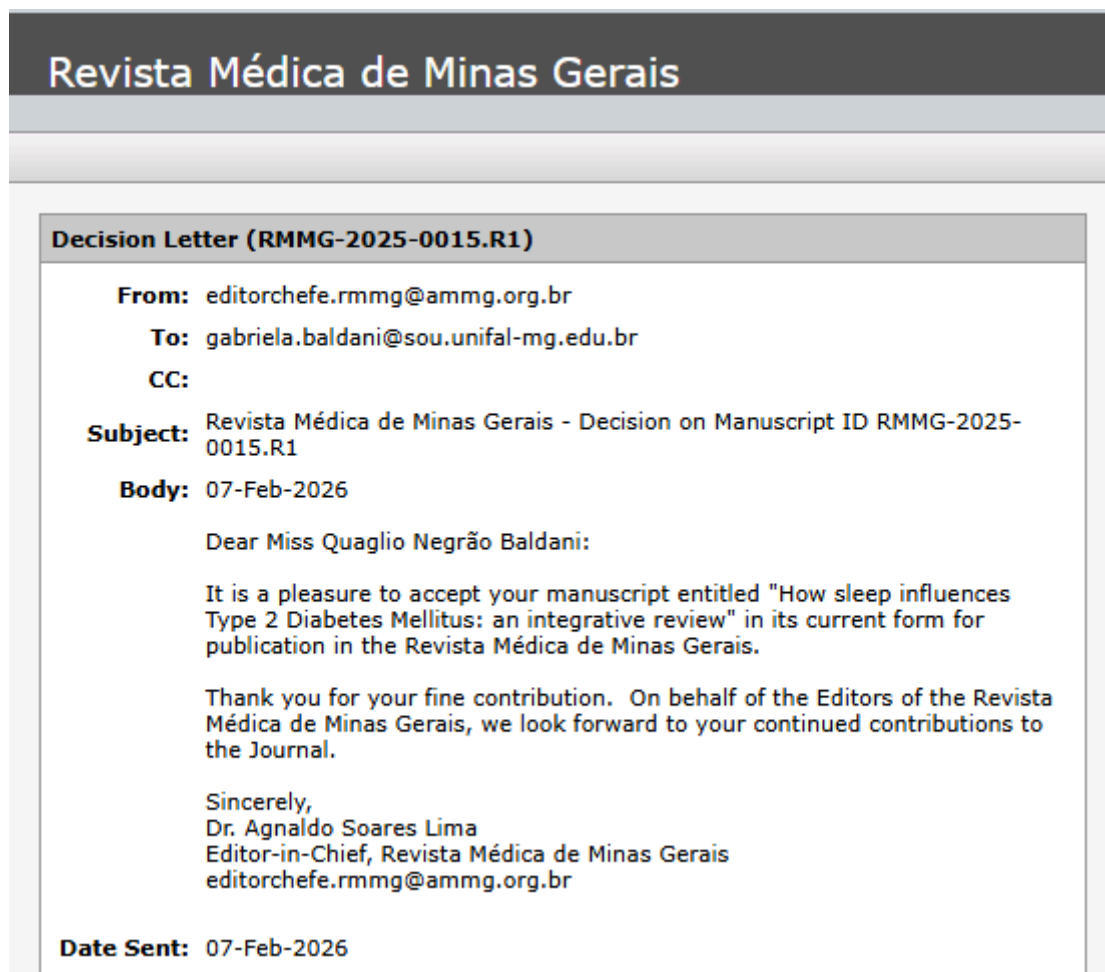 Revista Médica de Minas Gerais
Decision Letter (RMMG-2025-0015.R1)
From: editorchefe.rmmg@ammg.org.br
To: gabriela.baldani@sou.unifal-mg.edu.br
CC:
Subject: Revista Médica de Minas Gerais - Decision on Manuscript ID RMMG-2025-
0015.R1
Body: 07-Feb-2026
Dear Miss Quaglio Negrão Baldani:
It is a pleasure to accept your manuscript entitled "How sleep influences
Type 2 Diabetes Mellitus: an integrative review" in its current form for
publication in the Revista Médica de Minas Gerais.
Thank you for your fine contribution.  On behalf of the Editors of the Revista
Médica de Minas Gerais, we look forward to your continued contributions to
the Journal.
Sincerely,
Dr. Agnaldo Soares Lima
Editor-in-Chief, Revista Médica de Minas Gerais
editorchefe.rmmg@ammg.org.br
Date Sent: 07-Feb-2026